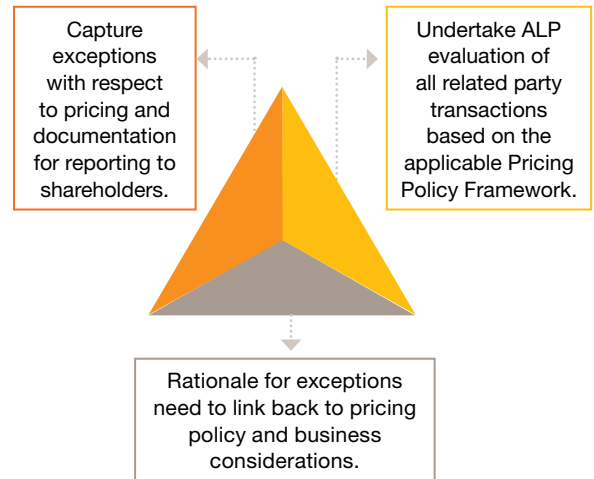 Capture
exceptions
with respect
to pricing and
documentation
for reporting to
shareholders.
Undertake ALP
evaluation of
all related party
transactions
based on the
applicable Pricing
Policy Framework.
Rationale for exceptions
need to link back to pricing
policy and business
considerations.